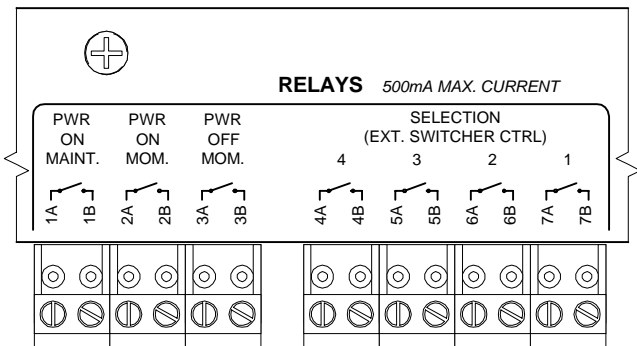 RELAYS 500mA MAX. CURRENT
PWR ON MAINT.
PWR ON MOM.
PWR OFF MOM.
SELECTION
(EXT. SWITCHER CTRL)
4 3 2 1
1A 1B 2A 2B 3A 3B 4A 4B 5A 5B 6A 6B 7A 7B